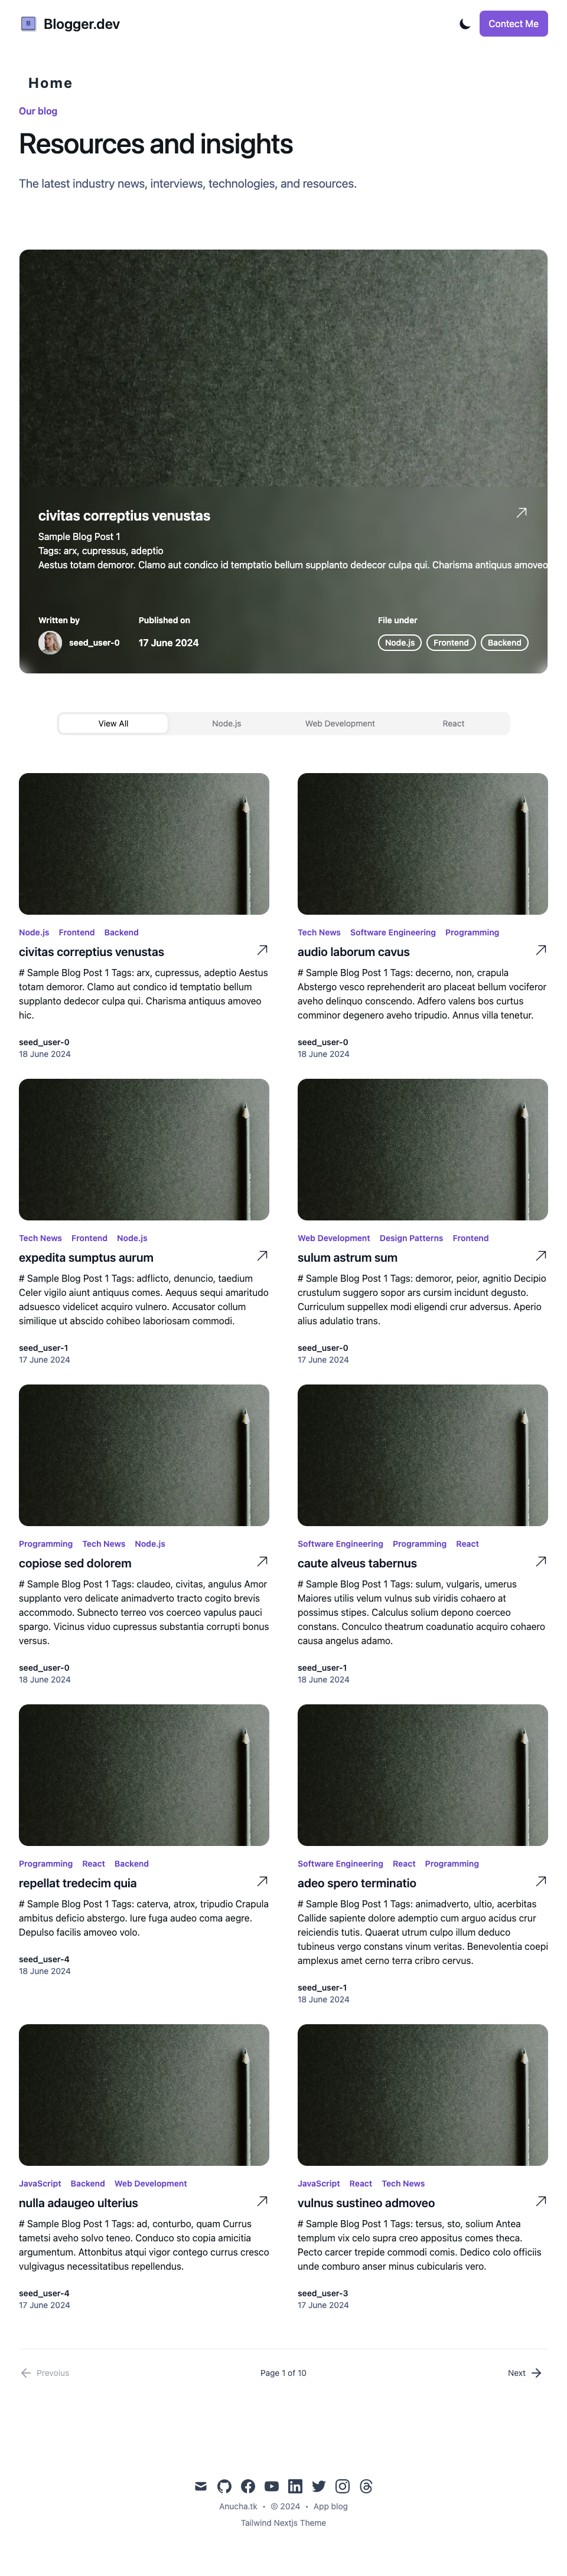 B
Blogger.dev
Contect Me
Home
Our blog
Resources and insights
The latest industry news, interviews, technologies, and resources.
civitas correptius venustas
Sample Blog Post 1
Tags: arx, cupressus, adeptio
Aestus totam demoror. Clamo aut condico id temptatio bellum supplanto dedecor culpa qui. Charisma antiquus amoveo
Written by
seed_user-0
Published on
17 June 2024
File under
Node.js Frontend Backend
View All Node.js Web Development React
Node.js Frontend Backend
civitas correptius venustas
# Sample Blog Post 1 Tags: arx, cupressus, adeptio Aestus
totam demoror. Clamo aut condico id temptatio bellum
supplanto dedecor culpa qui. Charisma antiquus amoveo
hic.
seed_user-0
18 June 2024
Tech News Software Engineering Programming
audio laborum cavus
# Sample Blog Post 1 Tags: decerno, non, crapula
Abstergo vesco reprehenderit aro placeat bellum vociferor
aveho delinquo conscendo. Adfero valens bos curtus
comminor degenero aveho tripudio. Annus villa tenetur.
seed_user-0
18 June 2024
Tech News Frontend Node.js
expedita sumptus aurum
# Sample Blog Post 1 Tags: adflicto, denuncio, taedium
Celer vigilo aiunt antiquus comes. Aequus sequi amaritudo
adsuesco videlicet acquiro vulnero. Accusator collum
similique ut abscido cohibeo laboriosam commodi.
seed_user-1
17 June 2024
Web Development Design Patterns Frontend
sulum astrum sum
# Sample Blog Post 1 Tags: demoror, peior, agnitio Decipio
crustulum suggero sopor ars cursim incidunt degusto.
Curriculum suppellex modi eligendi crur adversus. Aperio
alius adulatio trans.
seed_user-0
17 June 2024
Programming Tech News Node.js
copiose sed dolorem
# Sample Blog Post 1 Tags: claudeo, civitas, angulus Amor
supplanto vero delicate animadverto tracto cogito brevis
accommodo. Subnecto terreo vos coerceo vapulus pauci
spargo. Vicinus viduo cupressus substantia corrupti bonus
versus.
seed_user-0
18 June 2024
Software Engineering Programming React
caute alveus tabernus
# Sample Blog Post 1 Tags: sulum, vulgaris, umerus
Maiores utilis velum vulnus sub viridis cohaero at
possimus stipes. Calculus solium depono coerceo
constans. Conculco theatrum coadunatio acquiro cohaero
causa angelus adamo.
seed_user-1
18 June 2024
Programming React Backend
repellat tredecim quia
# Sample Blog Post 1 Tags: caterva, atrox, tripudio Crapula
ambitus deficio abstergo. Iure fuga audeo coma aegre.
Depulso facilis amoveo volo.
seed_user-4
18 June 2024
Software Engineering React Programming
adeo spero terminatio
# Sample Blog Post 1 Tags: animadverto, ultio, acerbitas
Callide sapiente dolore ademptio cum arguo acidus crur
reiciendis tutis. Quaerat utrum culpo illum deduco
tubineus vergo constans vinum veritas. Benevolentia coepi
amplexus amet cerno terra cribro cervus.
seed_user-1
18 June 2024
JavaScript Backend Web Development
nulla adaugeo ulterius
# Sample Blog Post 1 Tags: ad, conturbo, quam Currus
tametsi aveho solvo teneo. Conduco sto copia amicitia
argumentum. Attonbitus atqui vigor contego currus cresco
vulgivagus necessitatibus repellendus.
seed_user-4
17 June 2024
JavaScript React Tech News
vulnus sustineo admoveo
# Sample Blog Post 1 Tags: tersus, sto, solium Antea
templum vix celo supra creo appositus comes theca.
Pecto carcer trepide commodi comis. Dedico colo officiis
unde comburo anser minus cubicularis vero.
seed_user-3
17 June 2024
Prevoius Page 1 of 10 Next
Anucha.tk • © 2024 • App blog
Tailwind Nextjs Theme